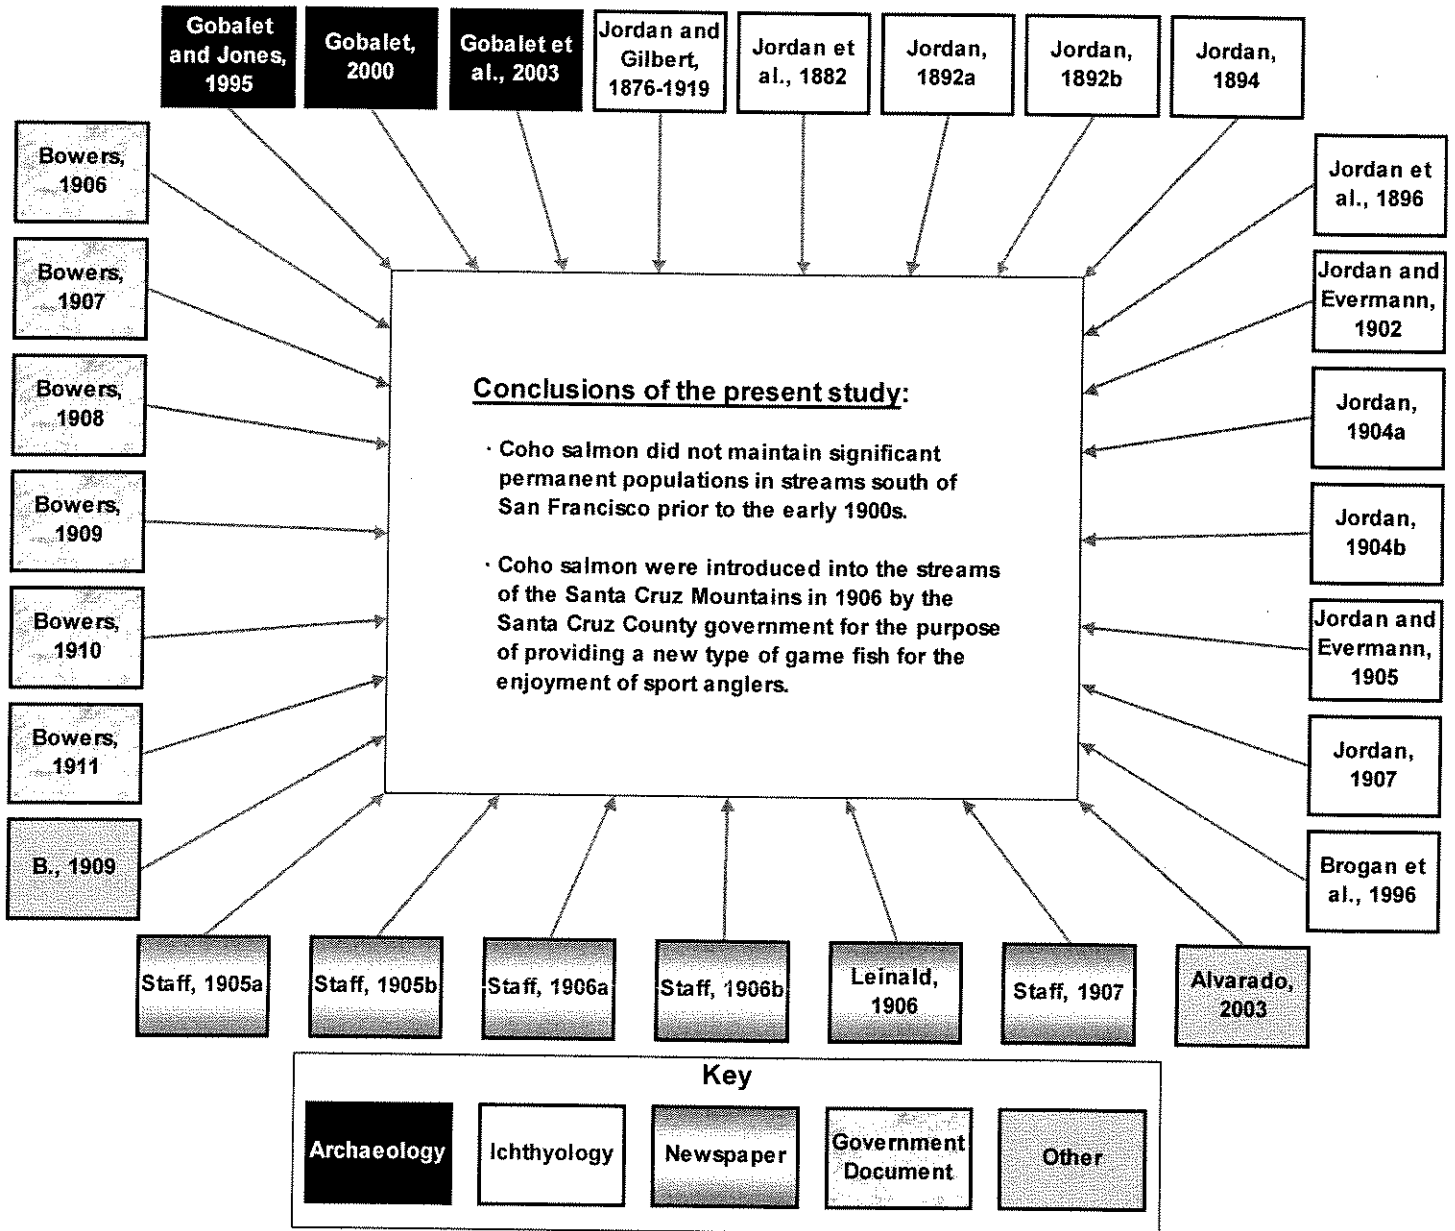 Gobalet
and Jones,
1995
Gobalet,
2000
Gobalet et
al., 2003
Jordan and
Gilbert,
1876-1919
Jordan
et al., 1882
Jordan,
1892a
Jordan,
1892b
Jordan,
1894
Bowers,
1906
Bowers,
1907
Bowers,
1908
Bowers,
1909
Bowers,
1910
Bowers,
1911
B., 1909
Jordan et
al., 1896
Jordan and
Evermann,
1902
Jordan,
1904a
Jordan,
1904b
Jordan and
Evermann,
1905
Jordan,
1907
Brogan et
al., 1996
Conclusions of the present study:
· Coho salmon did not maintain significant
permanent populations in streams south of
San Francisco prior to the early 1900s.
· Coho salmon were introduced into the streams
of the Santa Cruz Mountains in 1906 by the
Santa Cruz County government for the purpose
of providing a new type of game fish for the
enjoyment of sport anglers.
Staff, 1905a
Staff, 1905b
Staff, 1906a
Staff, 1906b
Leinald,
1906
Staff, 1907
Alvarado,
2003
Key
Archaeology
Ichthyology
Newspaper
Government
Document
Other